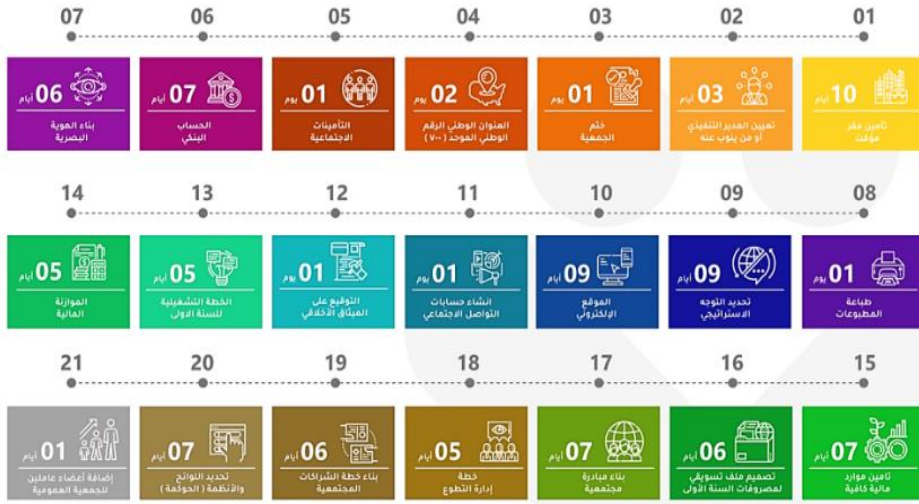 01
02
03
04
05
06
07
10 أيام
تأمين مقر
مؤقت
03 أيام
تعيين المدير التنفيذي
أو من ينوب عنه
01 يوم
ختم
الجمعية
02 يوم
العنوان الوطني الرقم
الوطني الموحد ( ٧٠٠ )
01 يوم
التأمينات
الاجتماعية
07 أيام
الحساب
البنكي
06 أيام
بناء الهوية
البصرية
08
09
10
11
12
13
14
01 يوم
طباعة
المطبوعات
09 أيام
تحديد التوجه
الاستراتيجي
09 أيام
الموقع
الإلكتروني
01 يوم
انشاء حسابات
التواصل الاجتماعي
01 يوم
التوقيع على
الميثاق الأخلاقي
05 أيام
الخطة التشغيلية
للسنة الاولى
05 أيام
الموازنة
المالية
15
16
17
18
19
20
21
07 أيام
تامين موارد
مالية كافية
06 أيام
تصميم ملف تسويقي
لمصروفات السنة الأولى
07 أيام
بناء مبادرة
مجتمعية
05 أيام
خطة
إدارة التطوع
06 أيام
بناء خطة الشراكات
المجتمعية
07 أيام
تحديد اللوائح
والأنظمة ( الحوكمة )
01 أيام
إضافة أعضاء عاملين
للجمعية العمومية